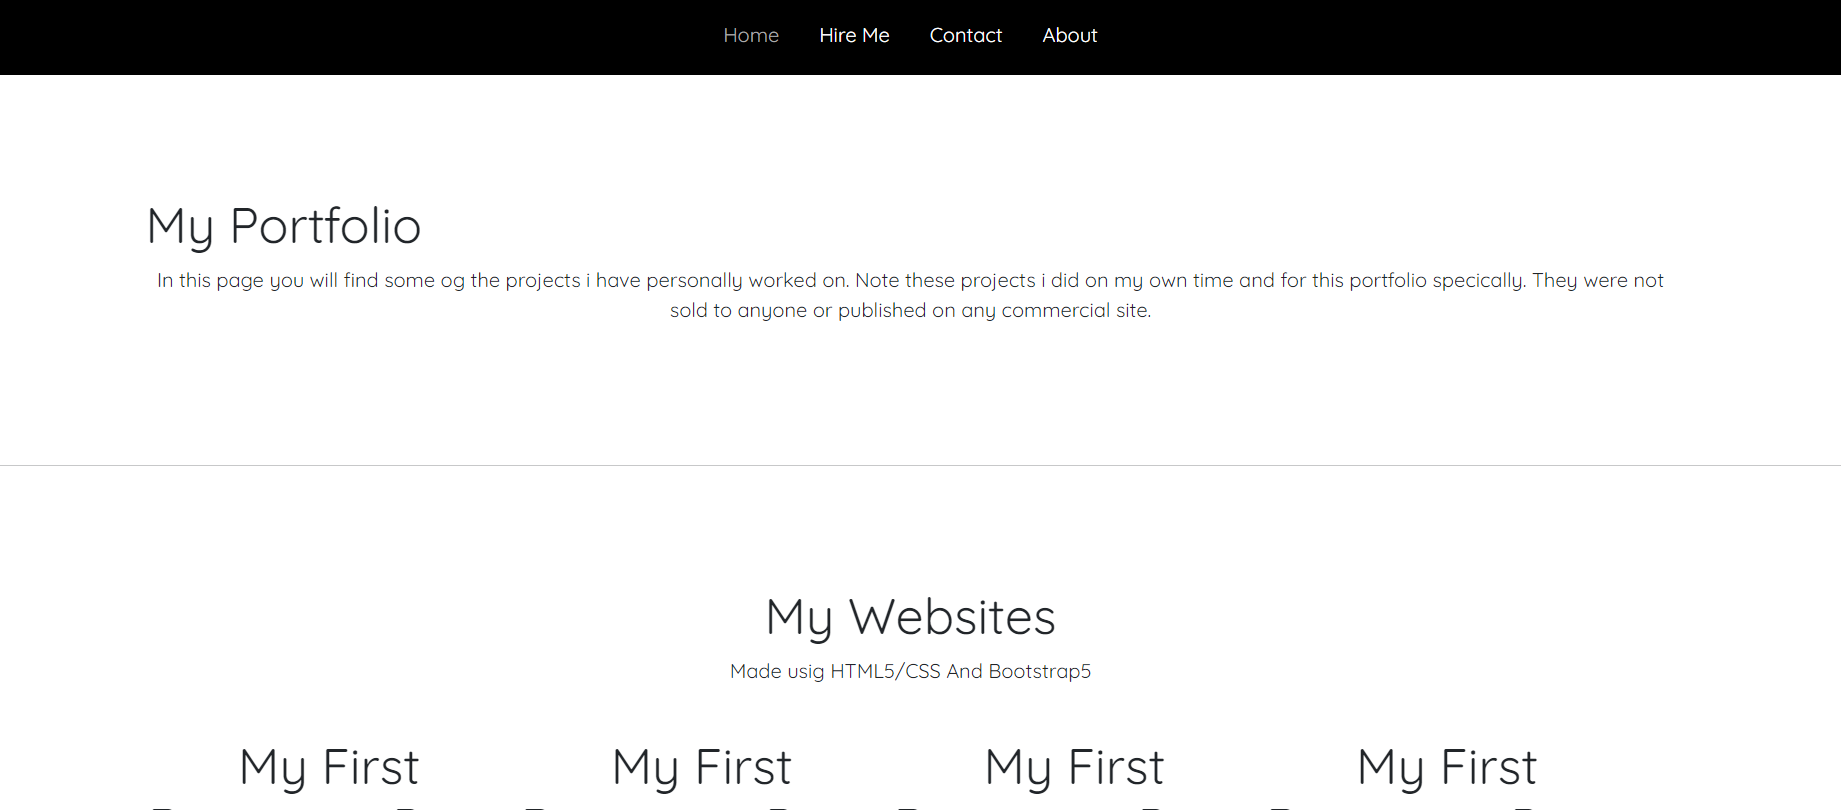 Home Hire Me Contact About
My Portfolio
In this page you will find some og the projects i have personally worked on. Note these projects i did on my own time and for this portfolio specically. They were not
sold to anyone or published on any commercial site.
My Websites
Made usig HTML5/CSS And Bootstrap5
My First My First My First My First